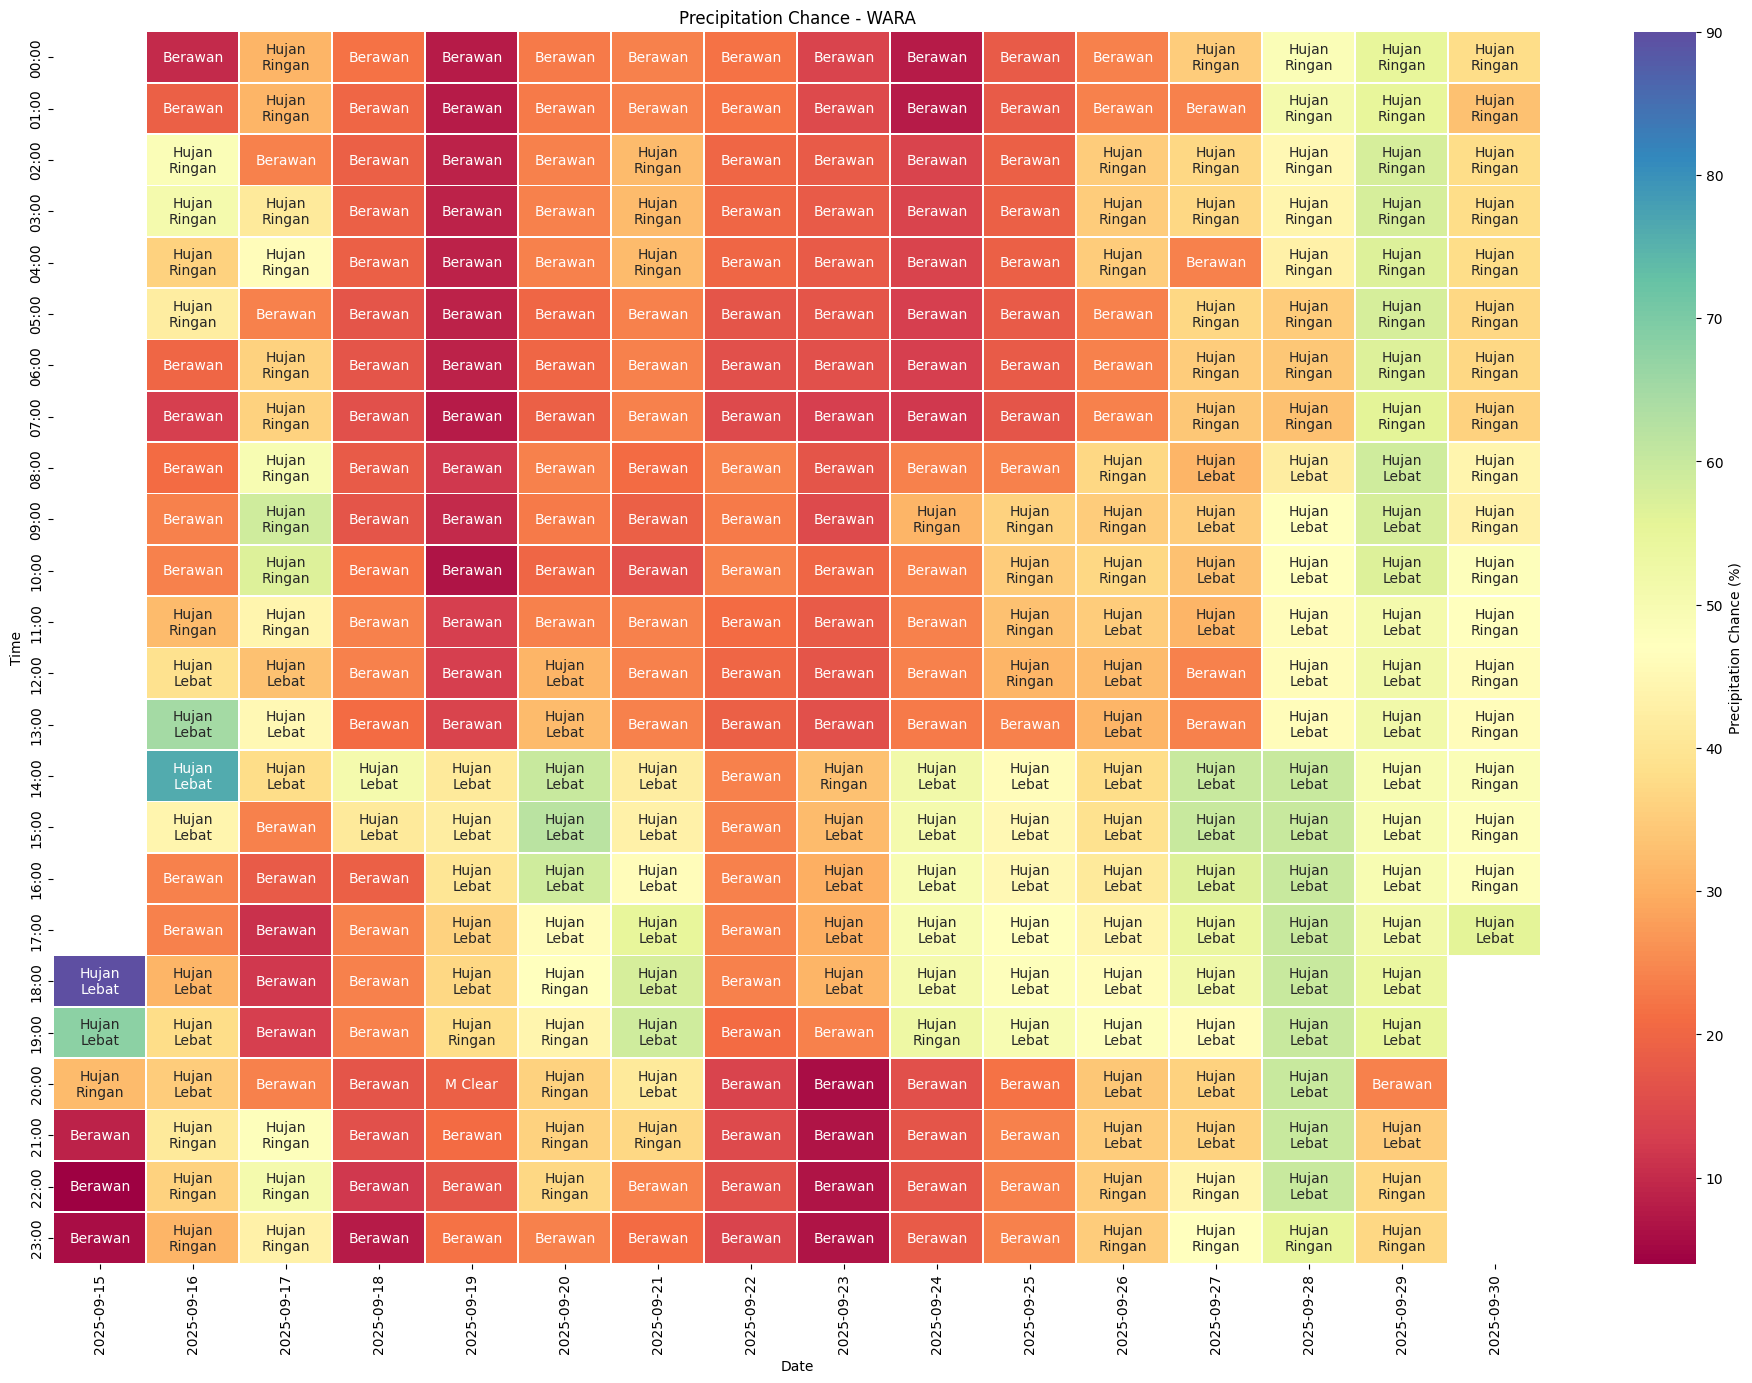 Precipitation Chance - WARA
00:00 Berawan Hujan Ringan Berawan Berawan Berawan Berawan Berawan Berawan Berawan Berawan Berawan Hujan Ringan Hujan Ringan Hujan Ringan Hujan Ringan
01:00 Berawan Hujan Ringan Berawan Berawan Berawan Berawan Berawan Berawan Berawan Berawan Berawan Berawan Hujan Ringan Hujan Ringan Hujan Ringan
02:00 Hujan Ringan Berawan Berawan Berawan Berawan Hujan Ringan Berawan Berawan Berawan Berawan Hujan Ringan Hujan Ringan Hujan Ringan Hujan Ringan Hujan Ringan
03:00 Hujan Ringan Hujan Ringan Berawan Berawan Berawan Hujan Ringan Berawan Berawan Berawan Berawan Hujan Ringan Hujan Ringan Hujan Ringan Hujan Ringan Hujan Ringan
04:00 Hujan Ringan Hujan Ringan Berawan Berawan Berawan Hujan Ringan Berawan Berawan Berawan Berawan Hujan Ringan Berawan Hujan Ringan Hujan Ringan Hujan Ringan
05:00 Hujan Ringan Berawan Berawan Berawan Berawan Berawan Berawan Berawan Berawan Berawan Berawan Hujan Ringan Hujan Ringan Hujan Ringan Hujan Ringan
06:00 Berawan Hujan Ringan Berawan Berawan Berawan Berawan Berawan Berawan Berawan Berawan Berawan Hujan Ringan Hujan Ringan Hujan Ringan Hujan Ringan
07:00 Berawan Hujan Ringan Berawan Berawan Berawan Berawan Berawan Berawan Berawan Berawan Berawan Hujan Ringan Hujan Ringan Hujan Ringan Hujan Ringan
08:00 Berawan Hujan Ringan Berawan Berawan Berawan Berawan Berawan Berawan Berawan Berawan Hujan Ringan Hujan Lebat Hujan Lebat Hujan Lebat Hujan Ringan
09:00 Berawan Hujan Ringan Berawan Berawan Berawan Berawan Berawan Berawan Hujan Ringan Hujan Ringan Hujan Ringan Hujan Lebat Hujan Lebat Hujan Lebat Hujan Ringan
10:00 Berawan Hujan Ringan Berawan Berawan Berawan Berawan Berawan Berawan Berawan Hujan Ringan Hujan Ringan Hujan Lebat Hujan Lebat Hujan Lebat Hujan Ringan
11:00 Hujan Ringan Hujan Ringan Berawan Berawan Berawan Berawan Berawan Berawan Berawan Hujan Ringan Hujan Lebat Hujan Lebat Hujan Lebat Hujan Lebat Hujan Ringan
12:00 Hujan Lebat Hujan Lebat Berawan Berawan Hujan Lebat Berawan Berawan Berawan Berawan Hujan Ringan Hujan Lebat Berawan Hujan Lebat Hujan Lebat Hujan Ringan
13:00 Hujan Lebat Hujan Lebat Berawan Berawan Hujan Lebat Berawan Berawan Berawan Berawan Berawan Hujan Lebat Berawan Hujan Lebat Hujan Lebat Hujan Ringan
14:00 Hujan Lebat Hujan Lebat Hujan Lebat Hujan Lebat Hujan Lebat Hujan Lebat Berawan Hujan Ringan Hujan Lebat Hujan Lebat Hujan Lebat Hujan Lebat Hujan Lebat Hujan Lebat Hujan Ringan
15:00 Hujan Lebat Berawan Hujan Lebat Hujan Lebat Hujan Lebat Hujan Lebat Berawan Hujan Lebat Hujan Lebat Hujan Lebat Hujan Lebat Hujan Lebat Hujan Lebat Hujan Lebat Hujan Ringan
16:00 Berawan Berawan Berawan Hujan Lebat Hujan Lebat Hujan Lebat Berawan Hujan Lebat Hujan Lebat Hujan Lebat Hujan Lebat Hujan Lebat Hujan Lebat Hujan Lebat Hujan Ringan
17:00 Berawan Berawan Berawan Hujan Lebat Hujan Lebat Hujan Lebat Berawan Hujan Lebat Hujan Lebat Hujan Lebat Hujan Lebat Hujan Lebat Hujan Lebat Hujan Lebat Hujan Lebat
18:00 Hujan Lebat Hujan Lebat Berawan Berawan Hujan Lebat Hujan Ringan Hujan Lebat Berawan Hujan Lebat Hujan Lebat Hujan Lebat Hujan Lebat Hujan Lebat Hujan Lebat Hujan Lebat
19:00 Hujan Lebat Hujan Lebat Berawan Berawan Hujan Ringan Hujan Ringan Hujan Lebat Berawan Berawan Hujan Ringan Hujan Lebat Hujan Lebat Hujan Lebat Hujan Lebat Hujan Lebat
20:00 Hujan Ringan Hujan Lebat Berawan Berawan M Clear Hujan Ringan Hujan Lebat Berawan Berawan Berawan Berawan Hujan Lebat Hujan Lebat Hujan Lebat Berawan
21:00 Berawan Hujan Ringan Hujan Ringan Berawan Berawan Hujan Ringan Hujan Ringan Berawan Berawan Berawan Berawan Hujan Lebat Hujan Lebat Hujan Lebat Hujan Lebat
22:00 Berawan Hujan Ringan Hujan Ringan Berawan Berawan Hujan Ringan Berawan Berawan Berawan Berawan Berawan Hujan Ringan Hujan Ringan Hujan Lebat Hujan Ringan
23:00 Berawan Hujan Ringan Hujan Ringan Berawan Berawan Berawan Berawan Berawan Berawan Berawan Berawan Hujan Ringan Hujan Ringan Hujan Ringan Hujan Ringan
Time
2025-09-15
2025-09-16
2025-09-17
2025-09-18
2025-09-19
2025-09-20
2025-09-21
2025-09-22
2025-09-23
2025-09-24
2025-09-25
2025-09-26
2025-09-27
2025-09-28
2025-09-29
2025-09-30
Date
90
80
70
60
50
40
30
20
10
Precipitation Chance (%)